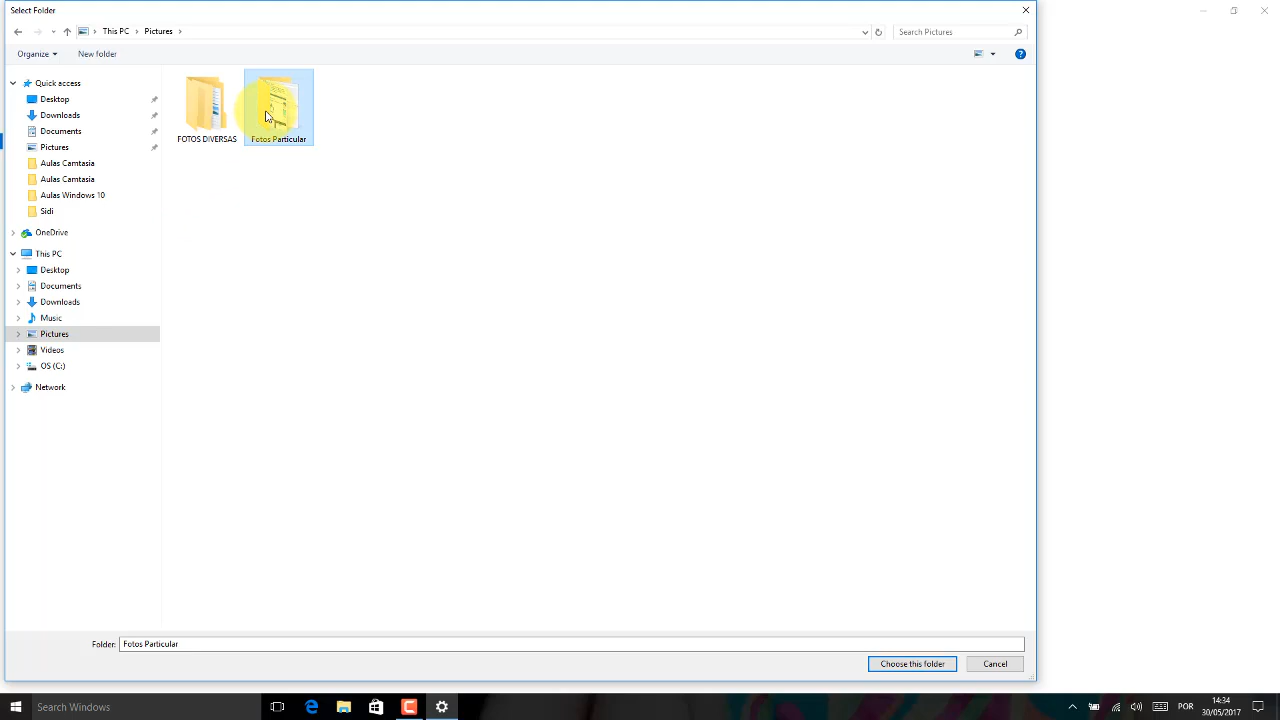 Select Folder
This PC
Pictures
Search Pictures
Organize
New folder
Quick access
Desktop
Downloads
Documents
Pictures
Aulas Camtasia
Aulas Camtasia
Aulas Windows 10
Sidi
OneDrive
This PC
Desktop
Documents
Downloads
Music
Pictures
Videos
OS (C:)
Network
FOTOS DIVERSAS
Fotos Particular
Folder: Fotos Particular
Choose this folder
Cancel
Search Windows
POR
14:34
30/05/2017